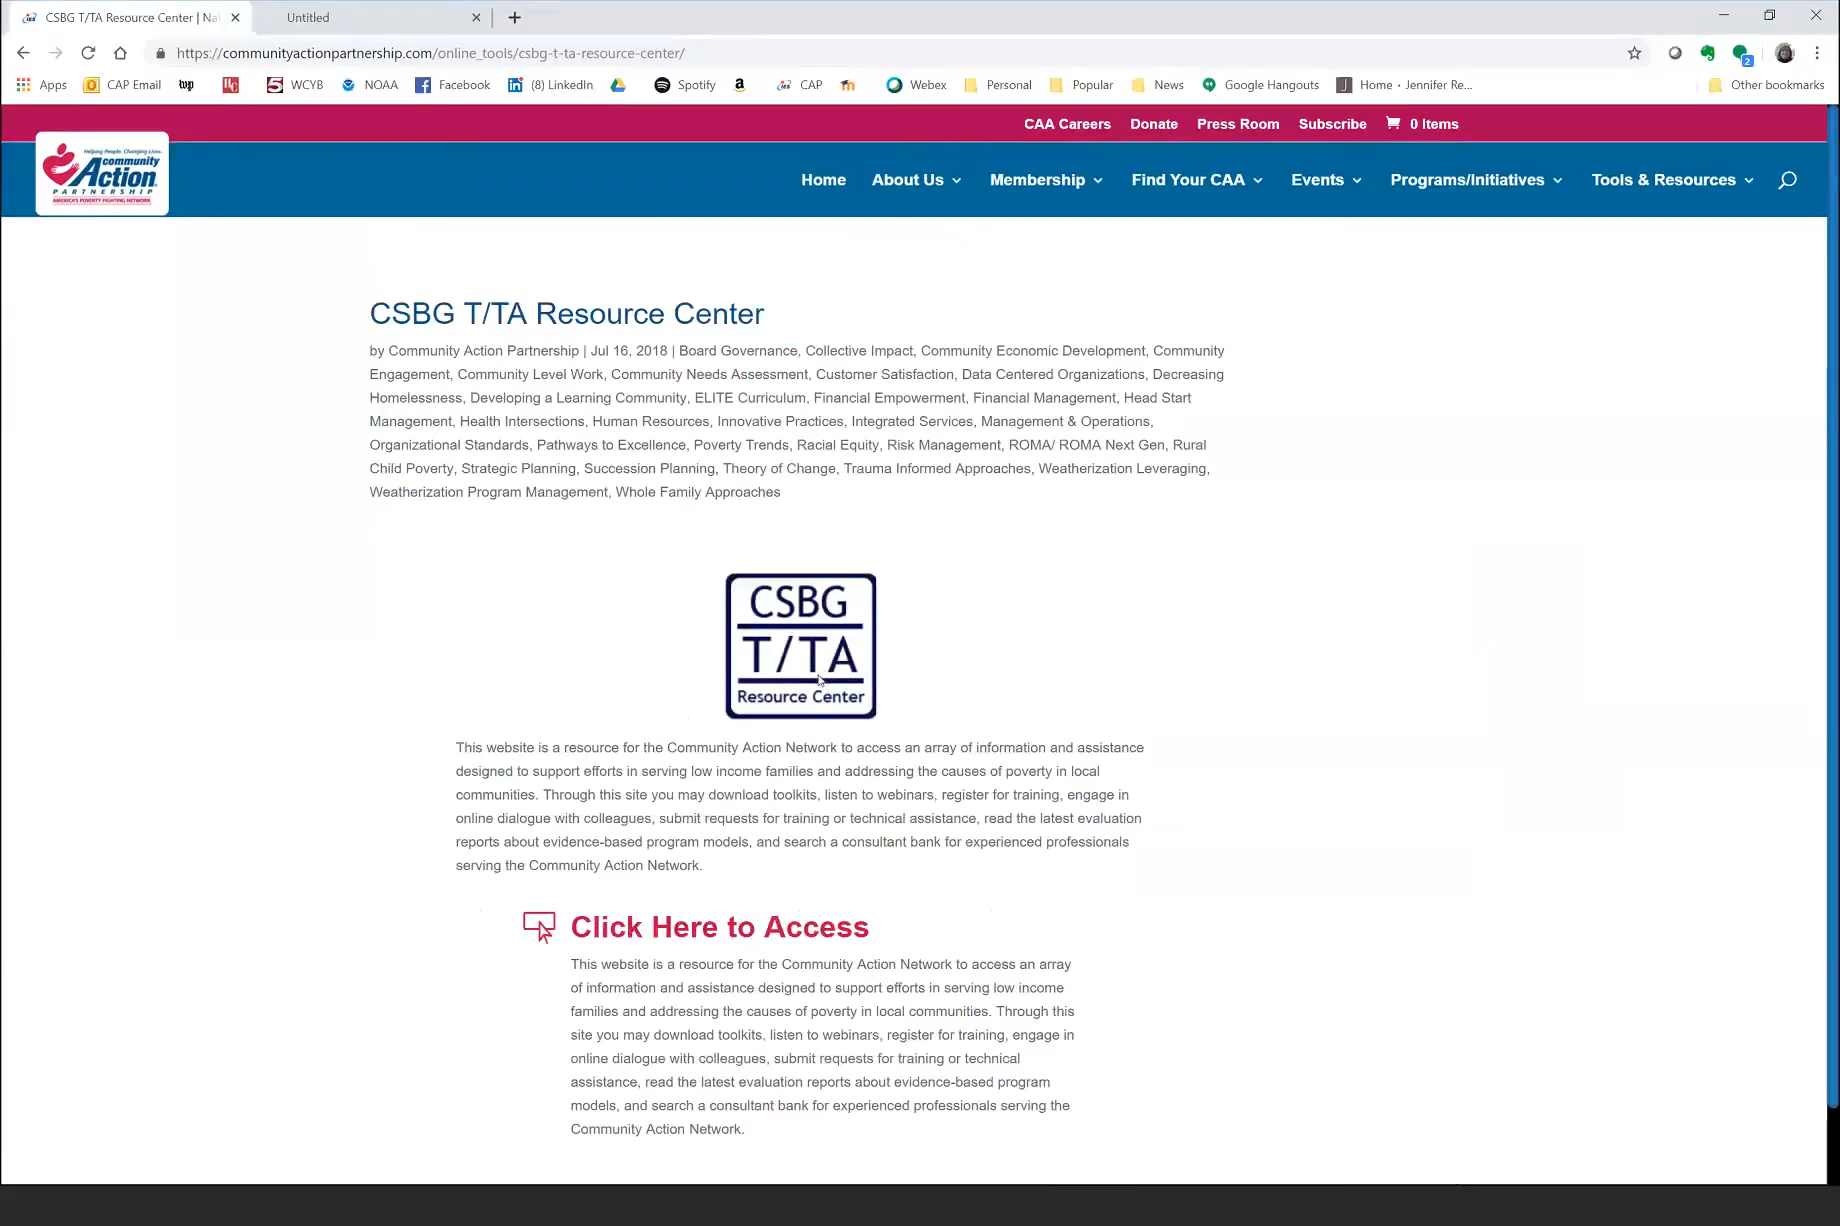 CSBG T/TA Resource Center | Na
Untitled
https://communityactionpartnership.com/online_tools/csbg-t-ta-resource-center/
2
Apps CAP Email wp WCYB NOAA Facebook (8) LinkedIn Spotify a CAP Webex Personal Popular News Google Hangouts J Home • Jennifer Re... Other bookmarks
CAA Careers Donate Press Room Subscribe 0 Items
Helping People. Changing Lives.
community
Action
PARTNERSHIP
AMERICA'S POVERTY FIGHTING NETWORK
Home About Us Membership Find Your CAA Events Programs/Initiatives Tools & Resources
CSBG T/TA Resource Center
by Community Action Partnership | Jul 16, 2018 | Board Governance, Collective Impact, Community Economic Development, Community
Engagement, Community Level Work, Community Needs Assessment, Customer Satisfaction, Data Centered Organizations, Decreasing
Homelessness, Developing a Learning Community, ELITE Curriculum, Financial Empowerment, Financial Management, Head Start
Management, Health Intersections, Human Resources, Innovative Practices, Integrated Services, Management & Operations,
Organizational Standards, Pathways to Excellence, Poverty Trends, Racial Equity, Risk Management, ROMA/ ROMA Next Gen, Rural
Child Poverty, Strategic Planning, Succession Planning, Theory of Change, Trauma Informed Approaches, Weatherization Leveraging,
Weatherization Program Management, Whole Family Approaches
CSBG
T/TA
Resource Center
This website is a resource for the Community Action Network to access an array of information and assistance
designed to support efforts in serving low income families and addressing the causes of poverty in local
communities. Through this site you may download toolkits, listen to webinars, register for training, engage in
online dialogue with colleagues, submit requests for training or technical assistance, read the latest evaluation
reports about evidence-based program models, and search a consultant bank for experienced professionals
serving the Community Action Network.
Click Here to Access
This website is a resource for the Community Action Network to access an array
of information and assistance designed to support efforts in serving low income
families and addressing the causes of poverty in local communities. Through this
site you may download toolkits, listen to webinars, register for training, engage in
online dialogue with colleagues, submit requests for training or technical
assistance, read the latest evaluation reports about evidence-based program
models, and search a consultant bank for experienced professionals serving the
Community Action Network.